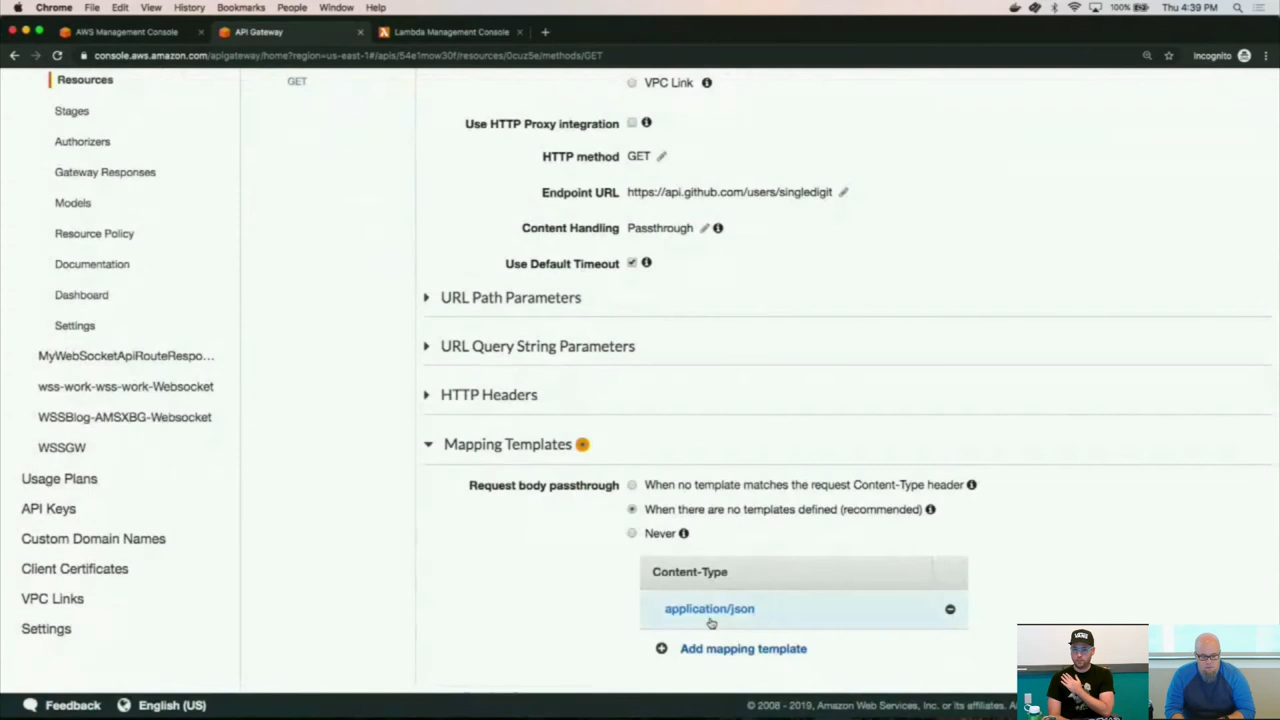 Chrome File Edit View History Bookmarks People Window Help 100% Thu 4:39 PM
AWS Management Console API Gateway Lambda Management Console
console.aws.amazon.com/apigateway/home?region=us-east-1#/apis/54e1mow30f/resources/0cuz5e/methods/GET Incognito
Resources
GET
VPC Link
Stages
Use HTTP Proxy integration
Authorizers
HTTP method GET
Gateway Responses
Endpoint URL https://api.github.com/users/singledigit
Models
Content Handling Passthrough
Resource Policy
Use Default Timeout
Documentation
Dashboard
URL Path Parameters
Settings
URL Query String Parameters
MyWebSocketApiRouteRespo...
wss-work-wss-work-Websocket
HTTP Headers
WSSBlog-AMSXBG-Websocket
WSSGW
Mapping Templates
Usage Plans
Request body passthrough When no template matches the request Content-Type header
API Keys
When there are no templates defined (recommended)
Custom Domain Names
Never
Client Certificates
Content-Type
VPC Links
application/json
Settings
Add mapping template
Feedback English (US)
© 2008 - 2019, Amazon Web Services, Inc. or its affiliates.